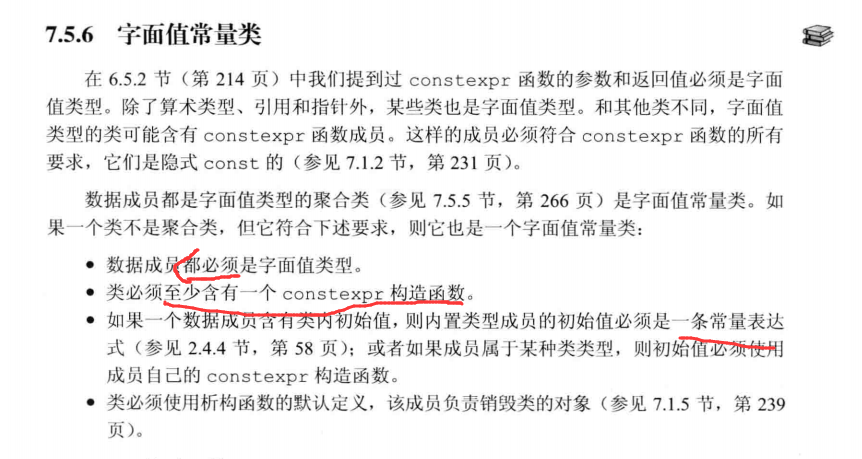 7.5.6 字面值常量类
在 6.5.2 节（第 214 页）中我们提到过 constexpr 函数的参数和返回值必须是字面
值类型。除了算术类型、引用和指针外，某些类也是字面值类型。和其他类不同，字面值
类型的类可能含有 constexpr 函数成员。这样的成员必须符合 constexpr 函数的所有
要求，它们是隐式 const 的（参见 7.1.2 节，第 231 页）。
数据成员都是字面值类型的聚合类（参见 7.5.5 节，第 266 页）是字面值常量类。如
果一个类不是聚合类，但它符合下述要求，则它也是一个字面值常量类：
● 数据成员都必须是字面值类型。
● 类必须至少含有一个 constexpr 构造函数。
● 如果一个数据成员含有类内初始值，则内置类型成员的初始值必须是一条常量表达
式（参见 2.4.4 节，第 58 页）；或者如果成员属于某种类类型，则初始值必须使用
成员自己的 constexpr 构造函数。
● 类必须使用析构函数的默认定义，该成员负责销毁类的对象（参见 7.1.5 节，第 239
页）。